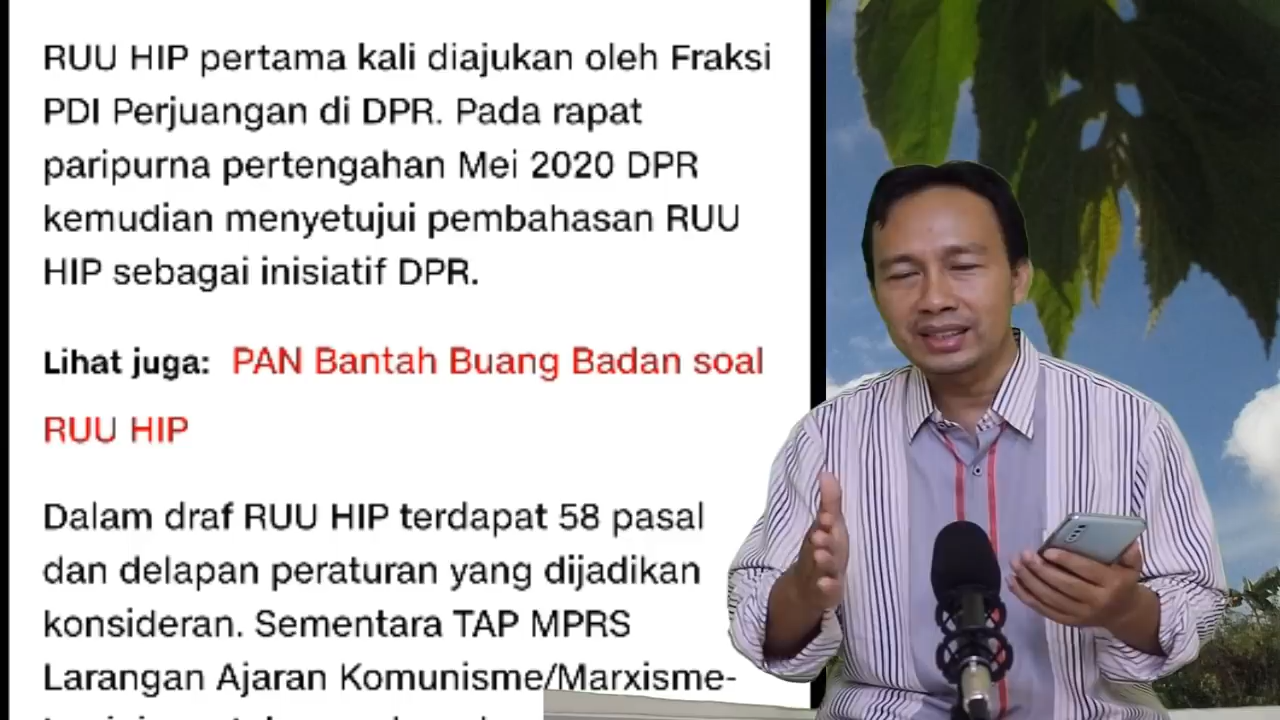 RUU HIP pertama kali diajukan oleh Fraksi
PDI Perjuangan di DPR. Pada rapat
paripurna pertengahan Mei 2020 DPR
kemudian menyetujui pembahasan RUU
HIP sebagai inisiatif DPR.
Lihat juga: PAN Bantah Buang Badan soal
RUU HIP
Dalam draf RUU HIP terdapat 58 pasal
dan delapan peraturan yang dijadikan
konsideran. Sementara TAP MPRS
Larangan Ajaran Komunisme/Marxisme-